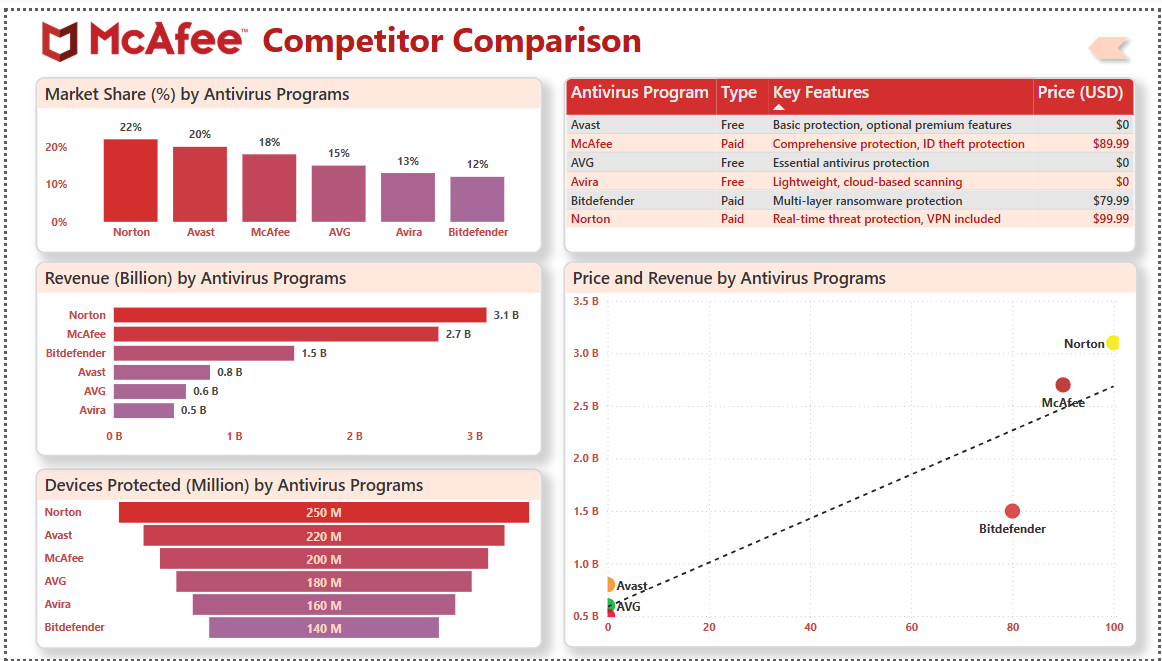 McAfee™ Competitor Comparison
Market Share (%) by Antivirus Programs
22%
20%
18%
15%
13%
12%
20%
10%
0%
Norton Avast McAfee AVG Avira Bitdefender
Antivirus Program Type Key Features Price (USD)
Avast Free Basic protection, optional premium features $0
McAfee Paid Comprehensive protection, ID theft protection $89.99
AVG Free Essential antivirus protection $0
Avira Free Lightweight, cloud-based scanning $0
Bitdefender Paid Multi-layer ransomware protection $79.99
Norton Paid Real-time threat protection, VPN included $99.99
Revenue (Billion) by Antivirus Programs
Norton 3.1 B
McAfee 2.7 B
Bitdefender 1.5 B
Avast 0.8 B
AVG 0.6 B
Avira 0.5 B
0 B 1 B 2 B 3 B
Devices Protected (Million) by Antivirus Programs
Norton 250 M
Avast 220 M
McAfee 200 M
AVG 180 M
Avira 160 M
Bitdefender 140 M
Price and Revenue by Antivirus Programs
3.5 B
3.0 B
2.5 B
2.0 B
1.5 B
1.0 B
0.5 B
Norton
McAfee
Bitdefender
Avast
AVG
0 20 40 60 80 100